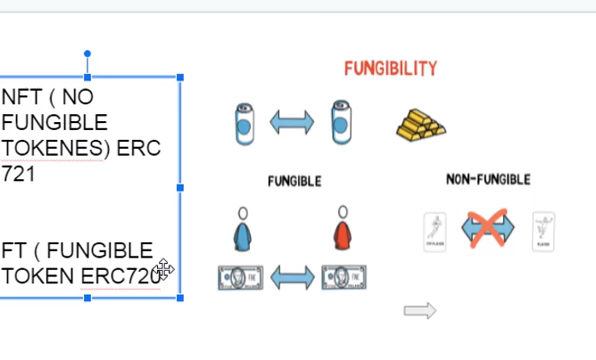 FUNGIBILITY
NFT ( NO
FUNGIBLE
TOKENES) ERC
721
FT ( FUNGIBLE
TOKEN ERC720
FUNGIBLE
NON-FUNGIBLE